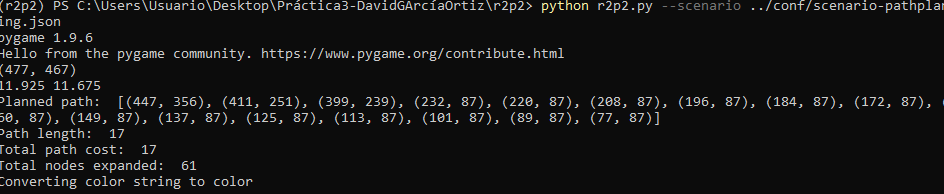 (r2p2) PS C:\Users\Usuario\Desktop\Práctica3-DavidGArcíaOrtiz\r2p2> python r2p2.py --scenario ../conf/scenario-pathplan
ing.json
pygame 1.9.6
Hello from the pygame community. https://www.pygame.org/contribute.html
(477, 467)
11.925 11.675
Planned path:  [(447, 356), (411, 251), (399, 239), (232, 87), (220, 87), (208, 87), (196, 87), (184, 87), (172, 87), (
60, 87), (149, 87), (137, 87), (125, 87), (113, 87), (101, 87), (89, 87), (77, 87)]
Path length:  17
Total path cost:  17
Total nodes expanded:  61
Converting color string to color